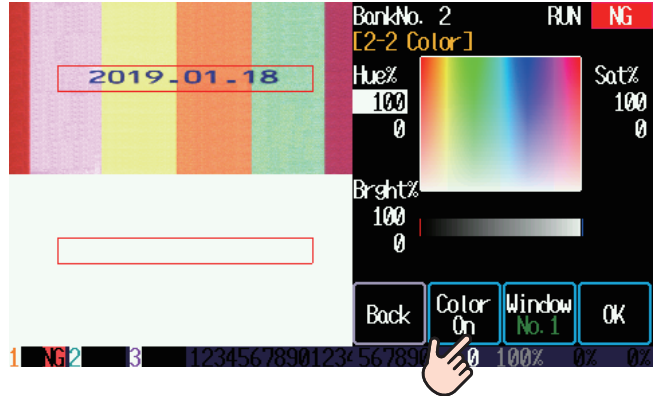 2019-01-18
BankNo. 2 RUN NG
[2-2 Color]
Hue%
100
0
Sat%
100
0
Brght%
100
0
Back
Color On
Window No.1
OK
1 NG 2 3 1234567890123 567890 0 100% 0% 0%